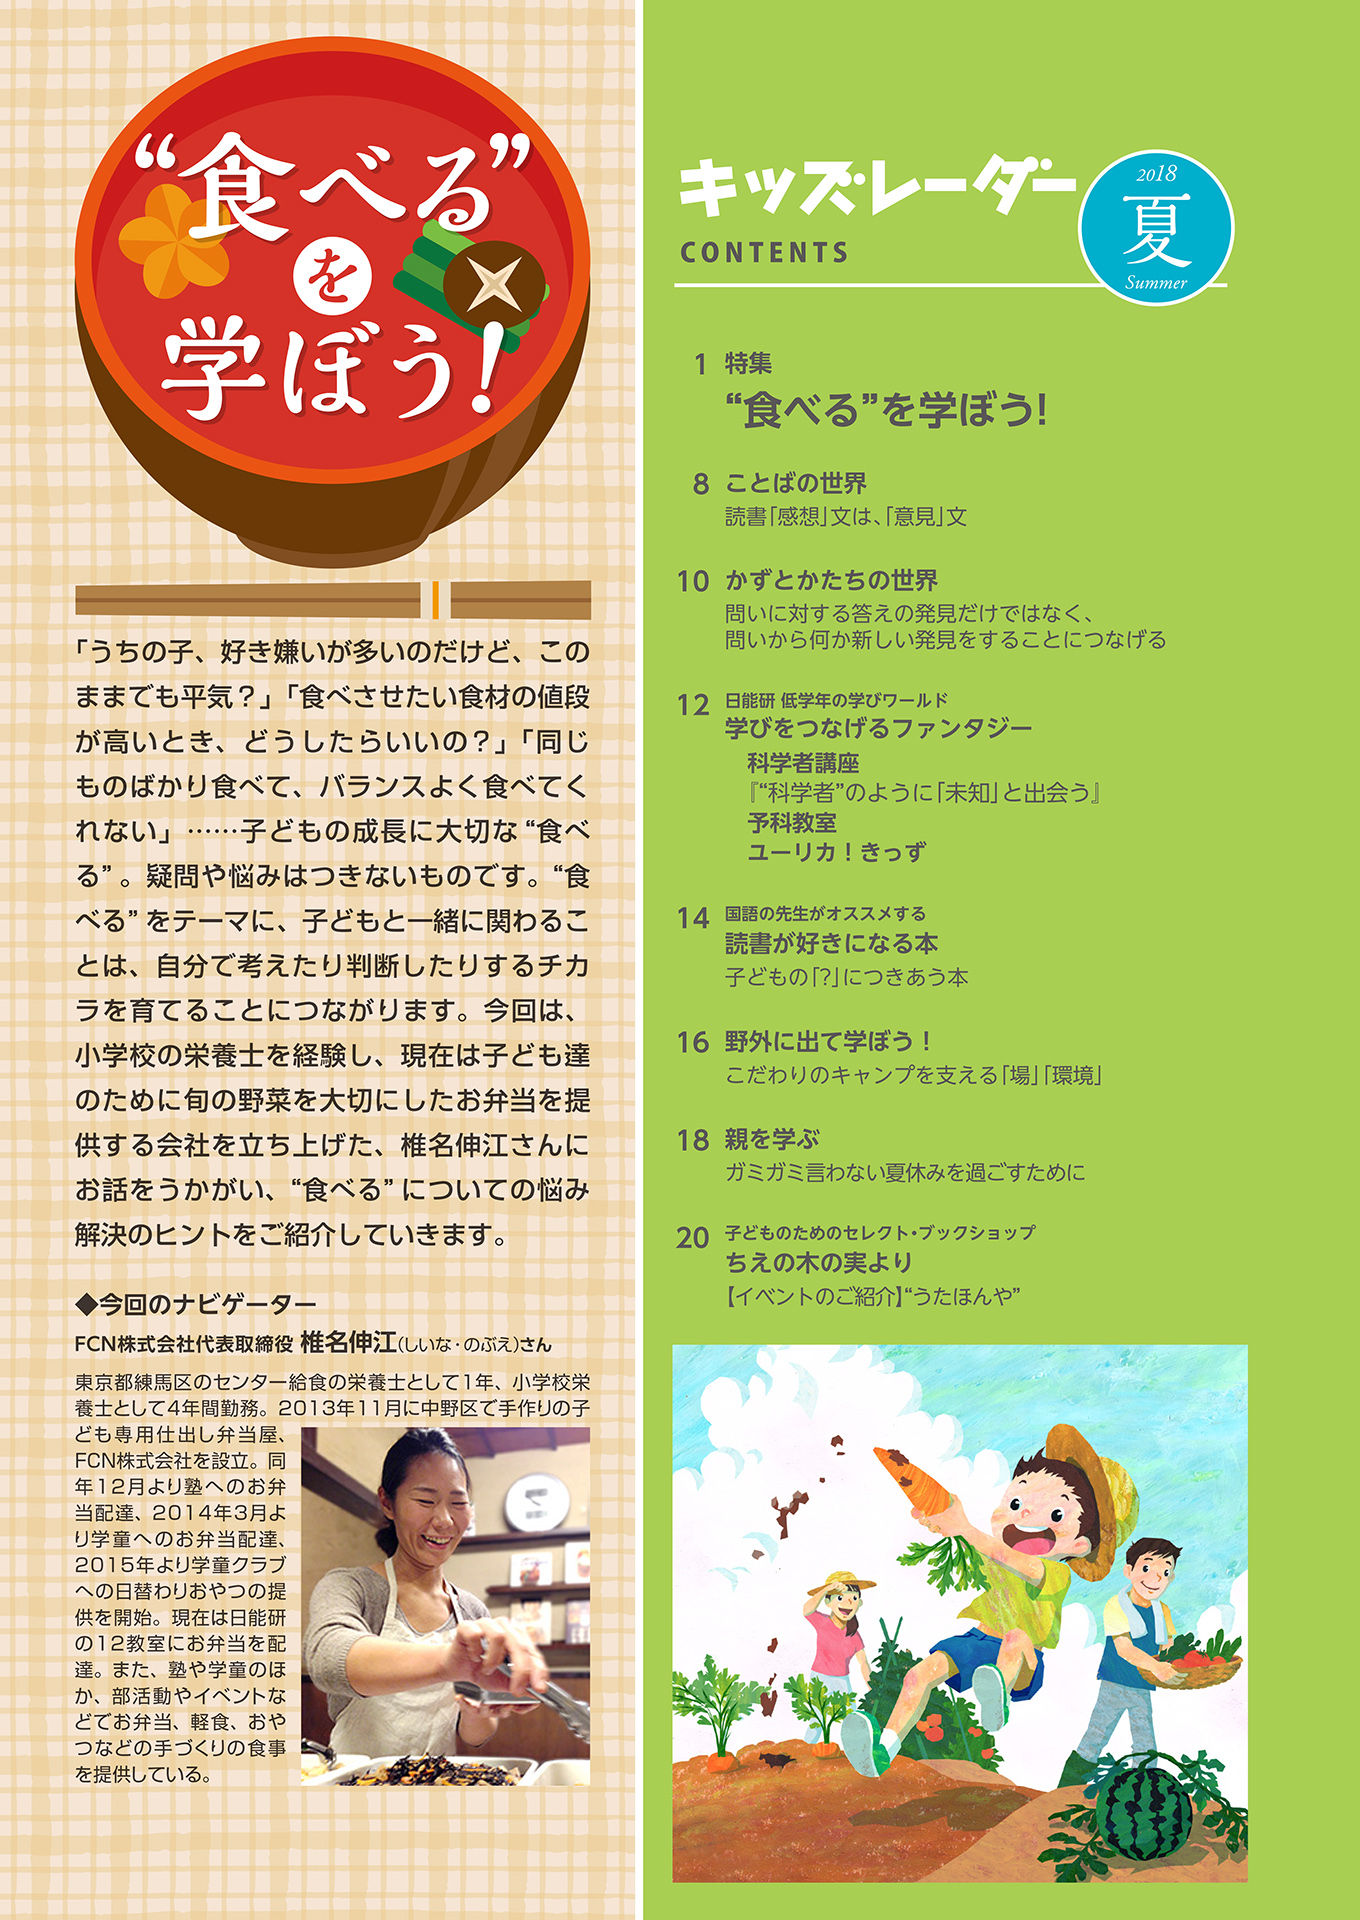 “食べる”
を
学ぼう!
「うちの子、好き嫌いが多いのだけど、この
ままでも平気？」「食べさせたい食材の値段
が高いとき、どうしたらいいの？」「同じ
ものばかり食べて、バランスよく食べてく
れない」……子どもの成長に大切な“食べ
る”。疑問や悩みはつきないものです。“食
べる”をテーマに、子どもと一緒に関わるこ
とは、自分で考えたり判断したりするチカ
ラを育てることにつながります。今回は、
小学校の栄養士を経験し、現在は子ども達
のために旬の野菜を大切にしたお弁当を提
供する会社を立ち上げた、椎名伸江さんに
お話をうかがい、“食べる”についての悩み
解決のヒントをご紹介していきます。
◆今回のナビゲーター
FCN株式会社代表取締役 椎名伸江(しいな・のぶえ)さん
東京都練馬区のセンター給食の栄養士として1年、小学校栄
養士として4年間勤務。2013年11月に中野区で手作りの子
ども専用仕出し弁当屋、
FCN株式会社を設立。同
年12月より塾へのお弁
当配達、2014年3月よ
り学童へのお弁当配達、
2015年より学童クラブ
への日替わりおやつの提
供を開始。現在は日能研
の12教室にお弁当を配
達。また、塾や学童のほ
か、部活動やイベントな
どでお弁当、軽食、おや
つなどの手づくりの食事
を提供している。
キッズレーダー
CONTENTS
2018
夏
Summer
1 特集
“食べる”を学ぼう!
8 ことばの世界
読書「感想」文は、「意見」文
10 かずとかたちの世界
問いに対する答えの発見だけではなく、
問いから何か新しい発見をすることにつなげる
12 日能研 低学年の学びワールド
学びをつなげるファンタジー
科学者講座
『“科学者”のように「未知」と出会う』
予科教室
ユーリカ！きっず
14 国語の先生がオススメする
読書が好きになる本
子どもの「?」につきあう本
16 野外に出て学ぼう！
こだわりのキャンプを支える「場」「環境」
18 親を学ぶ
ガミガミ言わない夏休みを過ごすために
20 子どものためのセレクト・ブックショップ
ちえの木の実より
【イベントのご紹介】“うたほんや”